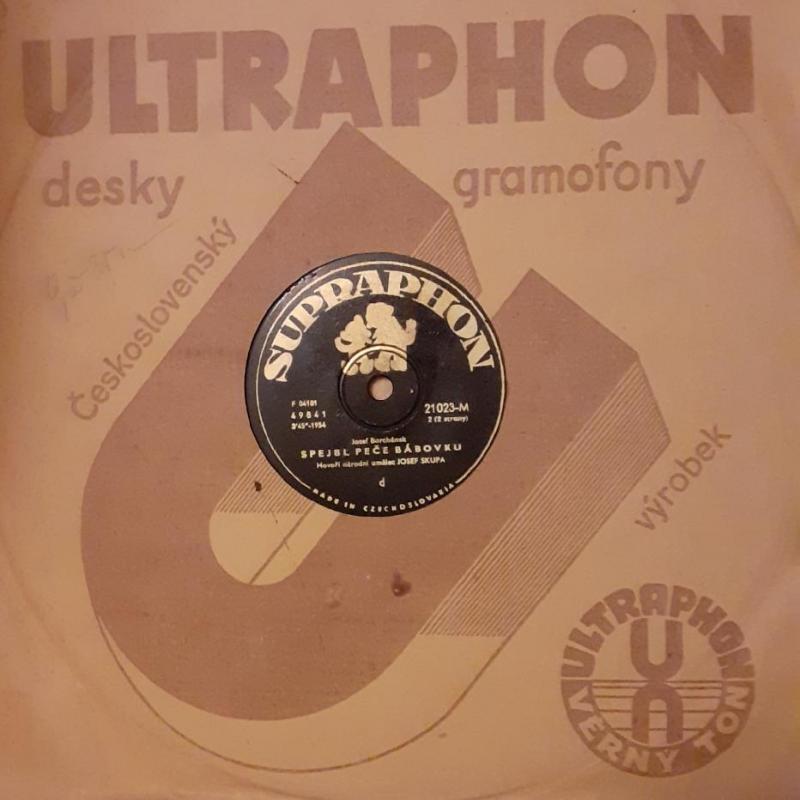 ULTRAPHON
desky gramofony
Československý
výrobek
SUPRAPHON
F 04181
49841
3'45"-1954
21023-M
2 (2 strany)
Josef Barchánek
SPEJBL PEČE BÁBOVKU
Hovoří národní umělec JOSEF SKUPA
d
MADE IN CZECHOSLOVAKIA
ULTRAPHON
VĚRNÝ TÓN